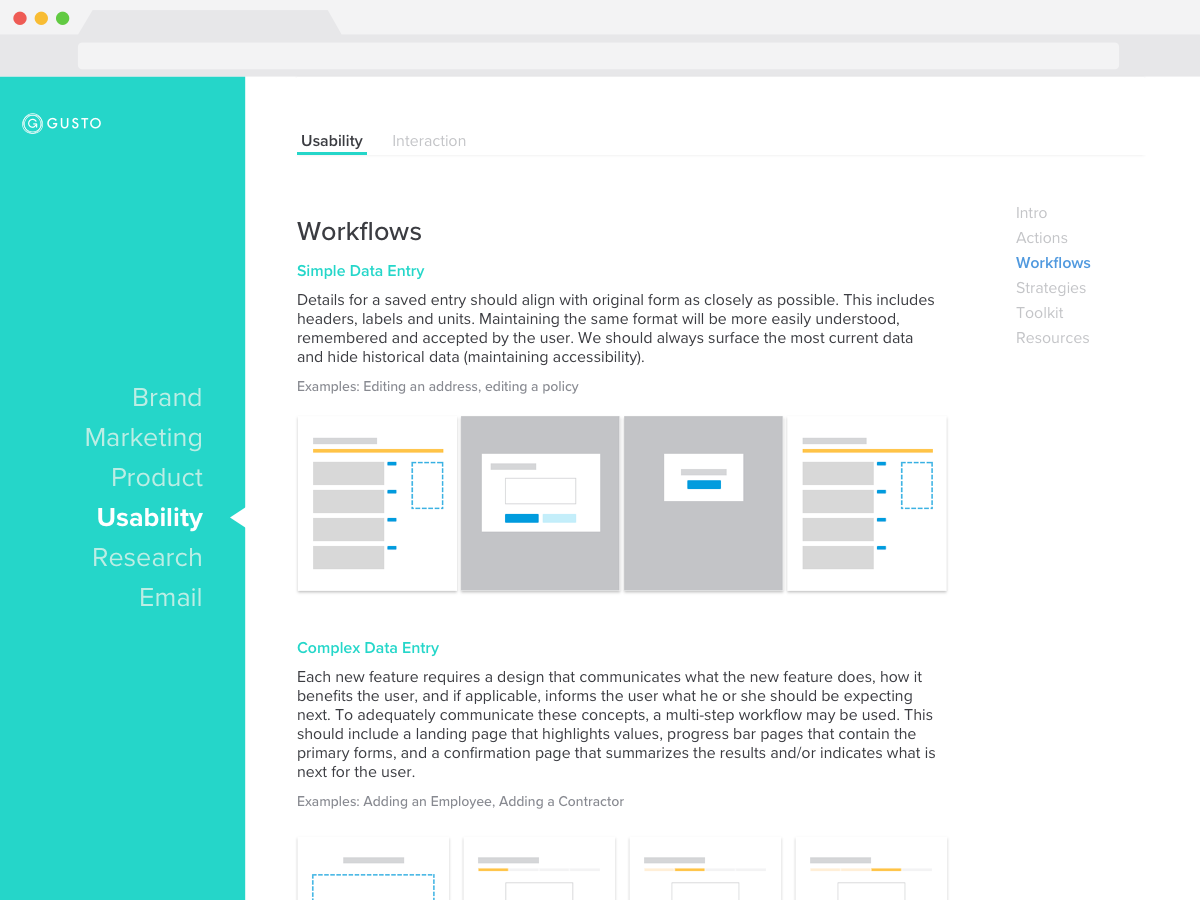 GUSTO
Brand
Marketing
Product
Usability
Research
Email
Usability
Interaction
Workflows
Simple Data Entry
Details for a saved entry should align with original form as closely as possible. This includes
headers, labels and units. Maintaining the same format will be more easily understood,
remembered and accepted by the user. We should always surface the most current data
and hide historical data (maintaining accessibility).
Examples: Editing an address, editing a policy
Complex Data Entry
Each new feature requires a design that communicates what the new feature does, how it
benefits the user, and if applicable, informs the user what he or she should be expecting
next. To adequately communicate these concepts, a multi-step workflow may be used. This
should include a landing page that highlights values, progress bar pages that contain the
primary forms, and a confirmation page that summarizes the results and/or indicates what is
next for the user.
Examples: Adding an Employee, Adding a Contractor
Intro
Actions
Workflows
Strategies
Toolkit
Resources